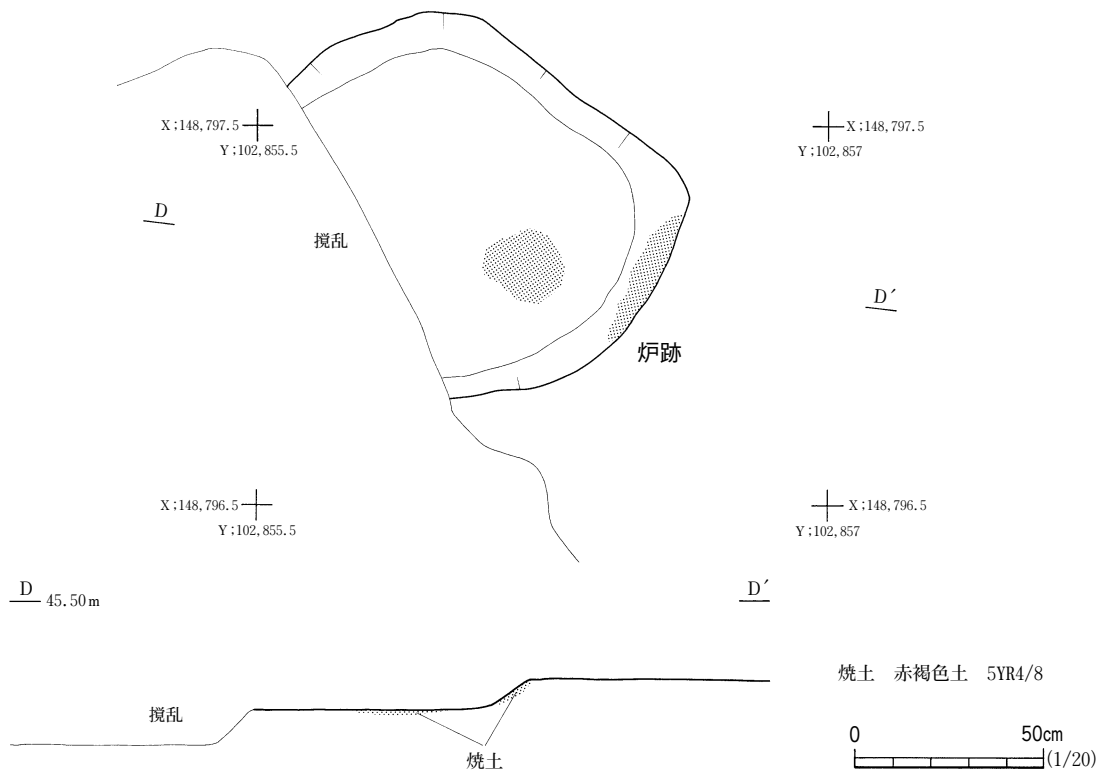 X;148,797.5
Y;102,855.5
X;148,797.5
Y;102,857
D
撹乱
D′
炉跡
X;148,796.5
Y;102,855.5
X;148,796.5
Y;102,857
D
45.50m
D′
焼土 赤褐色土 5YR4/8
撹乱
焼土
0 50cm
(1/20)